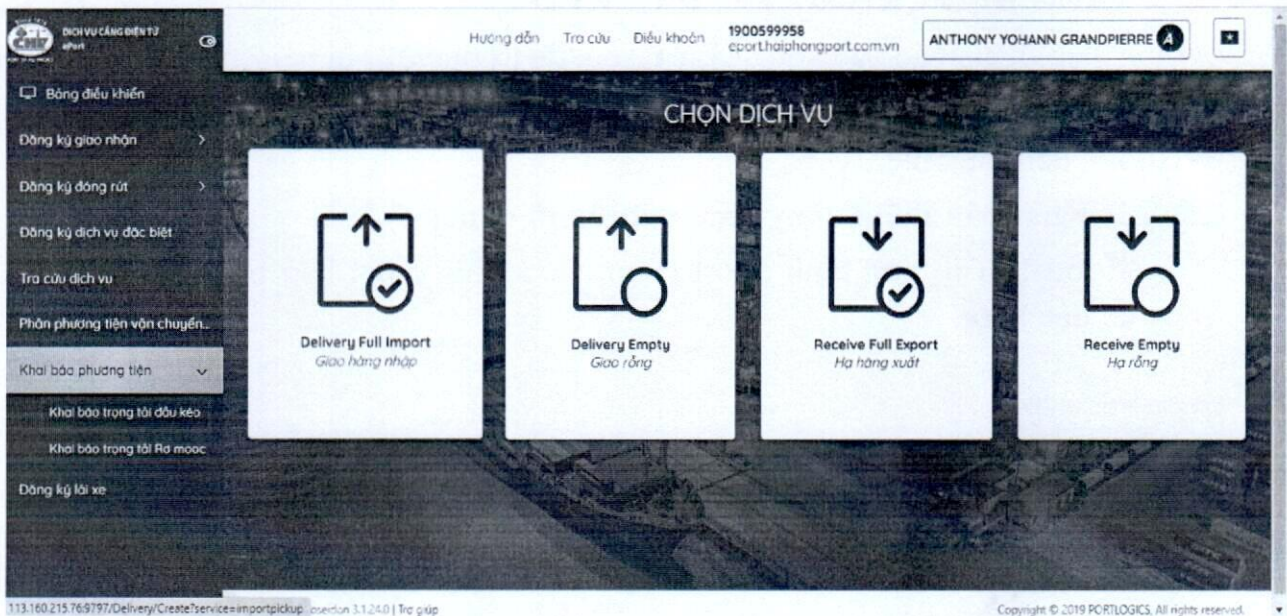 DỊCH VỤ CẢNG ĐIỆN TỬ
ePort
Hướng dẫn Tra cứu Điều khoản
1900599958
eport.haiphongport.com.vn
ANTHONY YOHANN GRANDPIERRE A
Bảng điều khiển
Đăng ký giao nhận
Đăng ký đóng rút
Đăng ký dịch vụ đặc biệt
Tra cứu dịch vụ
Phân phương tiện vận chuyển..
Khai báo phương tiện
Khai báo trọng tải đầu kéo
Khai báo trọng tải Rơ mooc
Đăng ký lái xe
CHỌN DỊCH VỤ
Delivery Full Import
Giao hàng nhập
Delivery Empty
Giao rỗng
Receive Full Export
Hạ hàng xuất
Receive Empty
Hạ rỗng
113.160.215.76:9797/Delivery/Create?service=importpickup
oseidon 3.1.24.0 | Trợ giúp
Copyright © 2019 PORTLOGICS, All rights reserved.